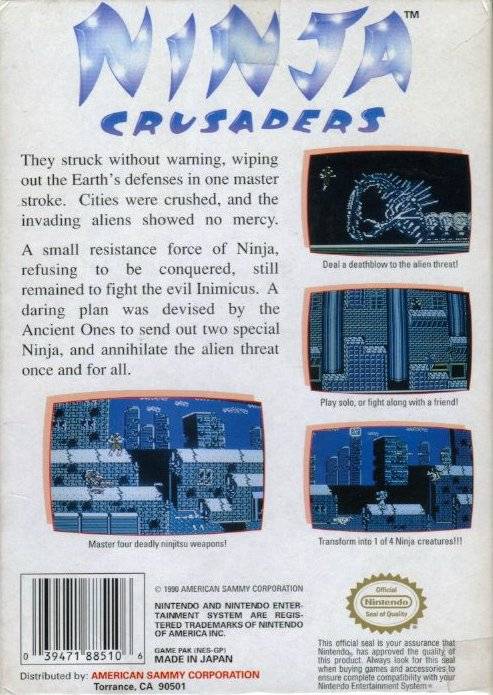 NINJA™
CRUSADERS
They struck without warning, wiping
out the Earth's defenses in one master
stroke. Cities were crushed, and the
invading aliens showed no mercy.
A small resistance force of Ninja,
refusing to be conquered, still
remained to fight the evil Inimicus. A
daring plan was devised by the
Ancient Ones to send out two special
Ninja, and annihilate the alien threat
once and for all.
Deal a deathblow to the alien threat!
Play solo, or fight along with a friend!
Master four deadly ninjitsu weapons!
Transform into 1 of 4 Ninja creatures!!!
0 39471 88510 6
© 1990 AMERICAN SAMMY CORPORATION
NINTENDO AND NINTENDO ENTER-
TAINMENT SYSTEM ARE REGIS-
TERED TRADEMARKS OF NINTENDO
OF AMERICA INC.
GAME PAK (NES-GP)
MADE IN JAPAN
Distributed by: AMERICAN SAMMY CORPORATION
Torrance, CA 90501
Official
Nintendo
Seal of Quality
This official seal is your assurance that
Nintendo® has approved the quality of
this product. Always look for this seal
when buying games and accessories to
ensure complete compatibility with your
Nintendo Entertainment System®.